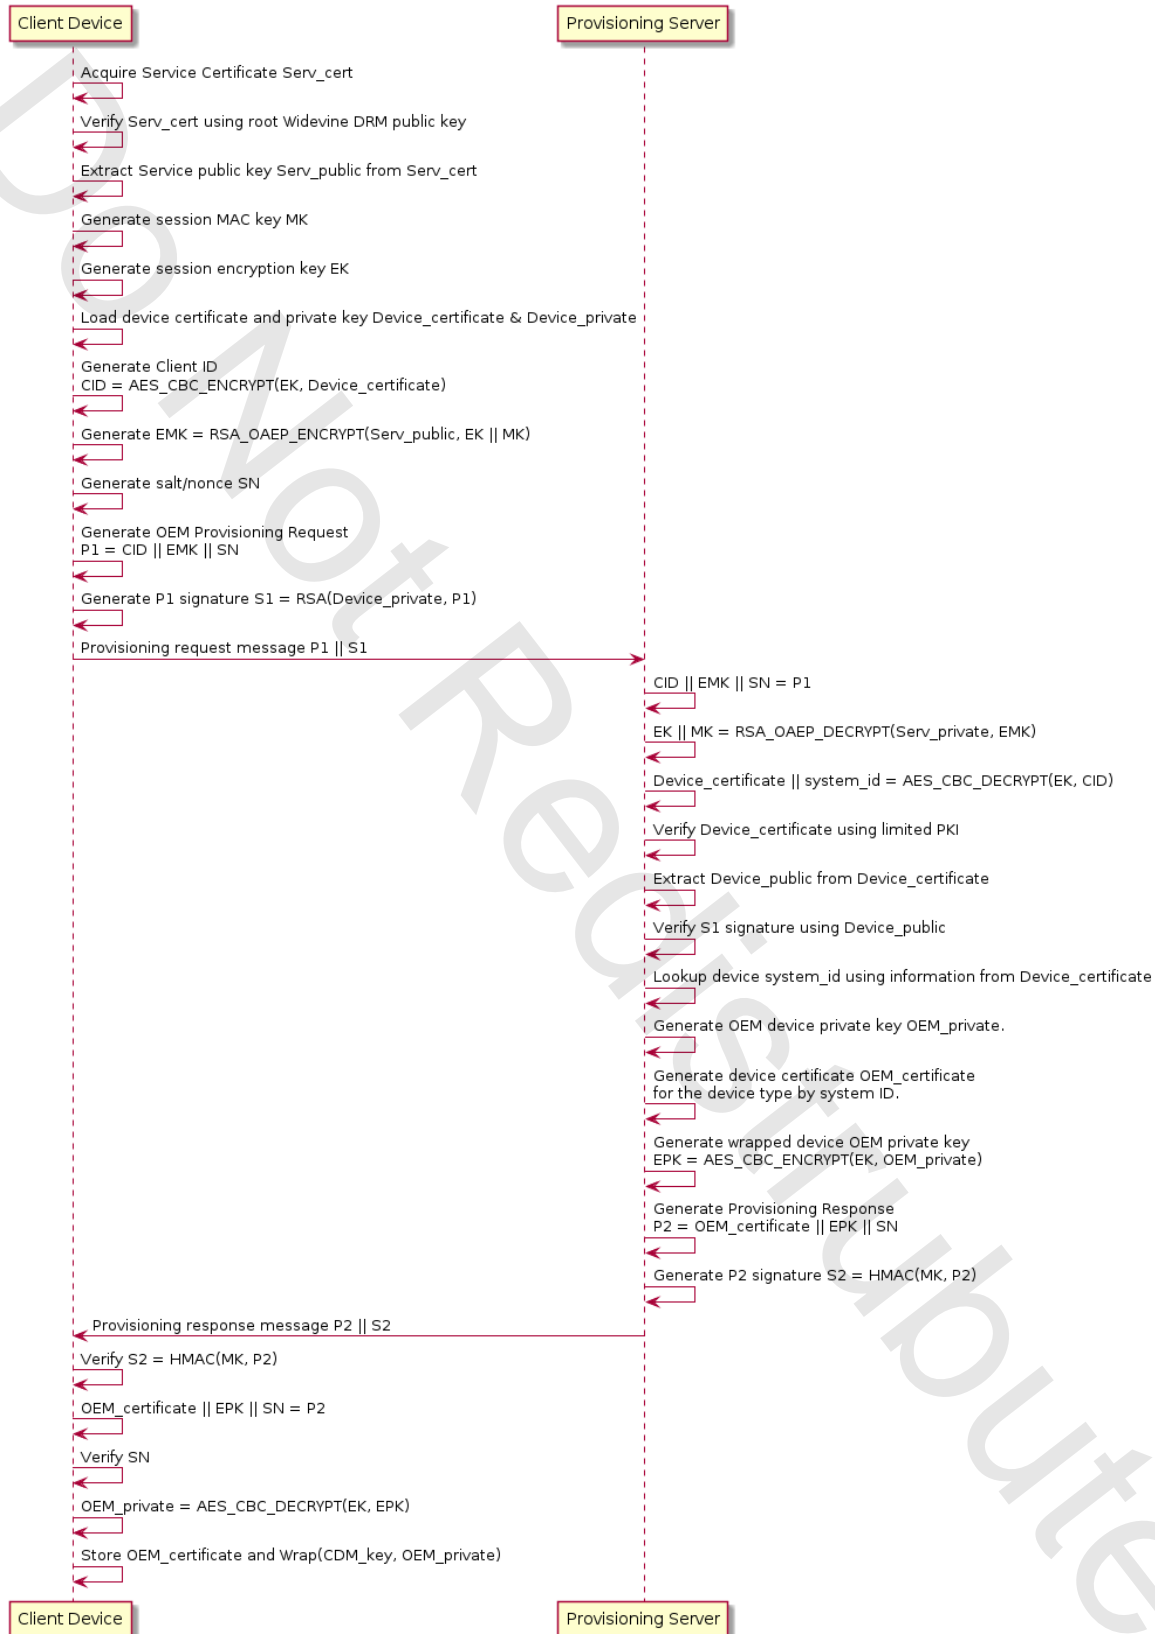 Client Device
Provisioning Server
Acquire Service Certificate Serv_cert
Verify Serv_cert using root Widevine DRM public key
Extract Service public key Serv_public from Serv_cert
Generate session MAC key MK
Generate session encryption key EK
Load device certificate and private key Device_certificate & Device_private
Generate Client ID
CID = AES_CBC_ENCRYPT(EK, Device_certificate)
Generate EMK = RSA_OAEP_ENCRYPT(Serv_public, EK || MK)
Generate salt/nonce SN
Generate OEM Provisioning Request
P1 = CID || EMK || SN
Generate P1 signature S1 = RSA(Device_private, P1)
Provisioning request message P1 || S1
CID || EMK || SN = P1
EK || MK = RSA_OAEP_DECRYPT(Serv_private, EMK)
Device_certificate || system_id = AES_CBC_DECRYPT(EK, CID)
Verify Device_certificate using limited PKI
Extract Device_public from Device_certificate
Verify S1 signature using Device_public
Lookup device system_id using information from Device_certificate
Generate OEM device private key OEM_private.
Generate device certificate OEM_certificate
for the device type by system ID.
Generate wrapped device OEM private key
EPK = AES_CBC_ENCRYPT(EK, OEM_private)
Generate Provisioning Response
P2 = OEM_certificate || EPK || SN
Generate P2 signature S2 = HMAC(MK, P2)
Provisioning response message P2 || S2
Verify S2 = HMAC(MK, P2)
OEM_certificate || EPK || SN = P2
Verify SN
OEM_private = AES_CBC_DECRYPT(EK, EPK)
Store OEM_certificate and Wrap(CDM_key, OEM_private)
Client Device
Provisioning Server
Do Not Redistrubute